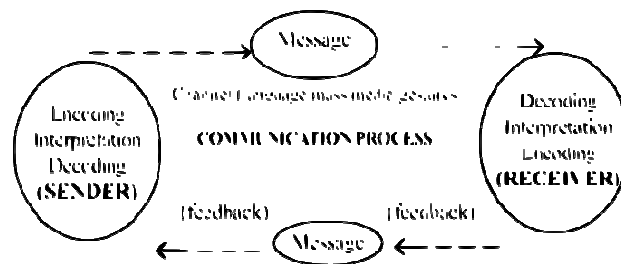 Message
Channel Language mass media gestures
COMMUNICATION PROCESS
Encoding
Interpretation
Decoding
(SENDER)
Decoding
Interpretation
Encoding
(RECEIVER)
(feedback)
(feedback)
Message